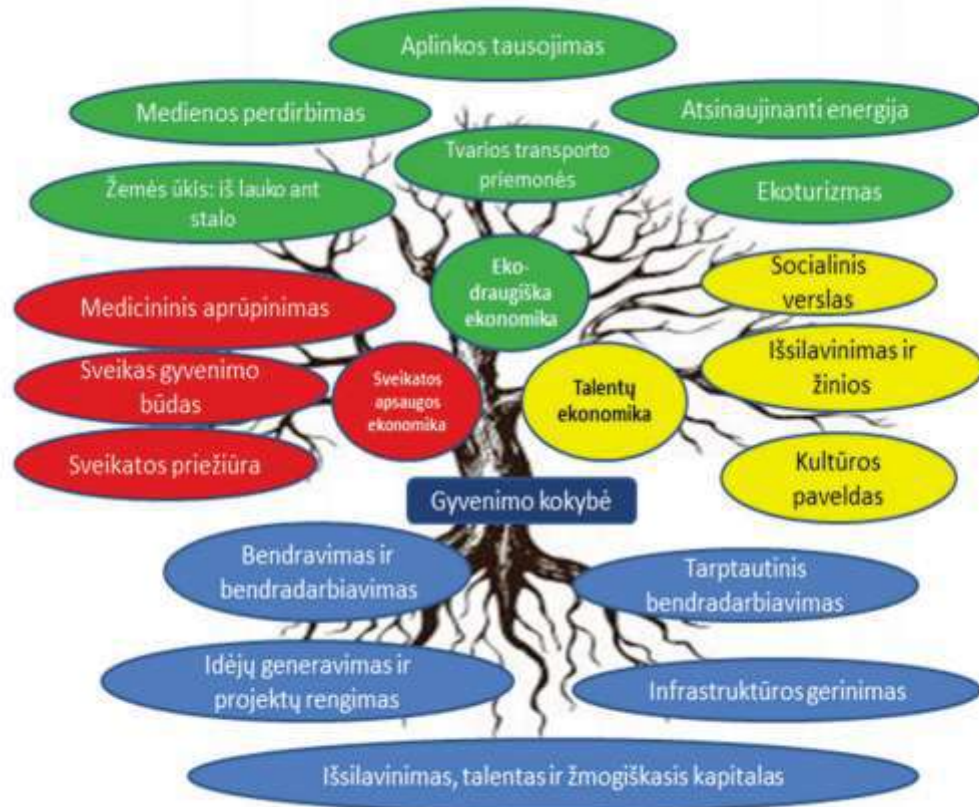 Aplinkos tausojimas
Medienos perdirbimas
Atsinaujinanti energija
Tvarios transporto
priemonės
Žemės ūkis: iš lauko ant
stalo
Ekoturizmas
Eko-
draugiška
ekonomika
Socialinis
verslas
Medicininis aprūpinimas
Išsilavinimas ir
žinios
Sveikas gyvenimo
būdas
Sveikatos
apsaugos
ekonomika
Talentų
ekonomika
Sveikatos priežiūra
Kultūros
paveldas
Gyvenimo kokybė
Bendravimas ir
bendradarbiavimas
Tarptautinis
bendradarbiavimas
Idėjų generavimas ir
projektų rengimas
Infrastruktūros gerinimas
Išsilavinimas, talentas ir žmogiškasis kapitalas